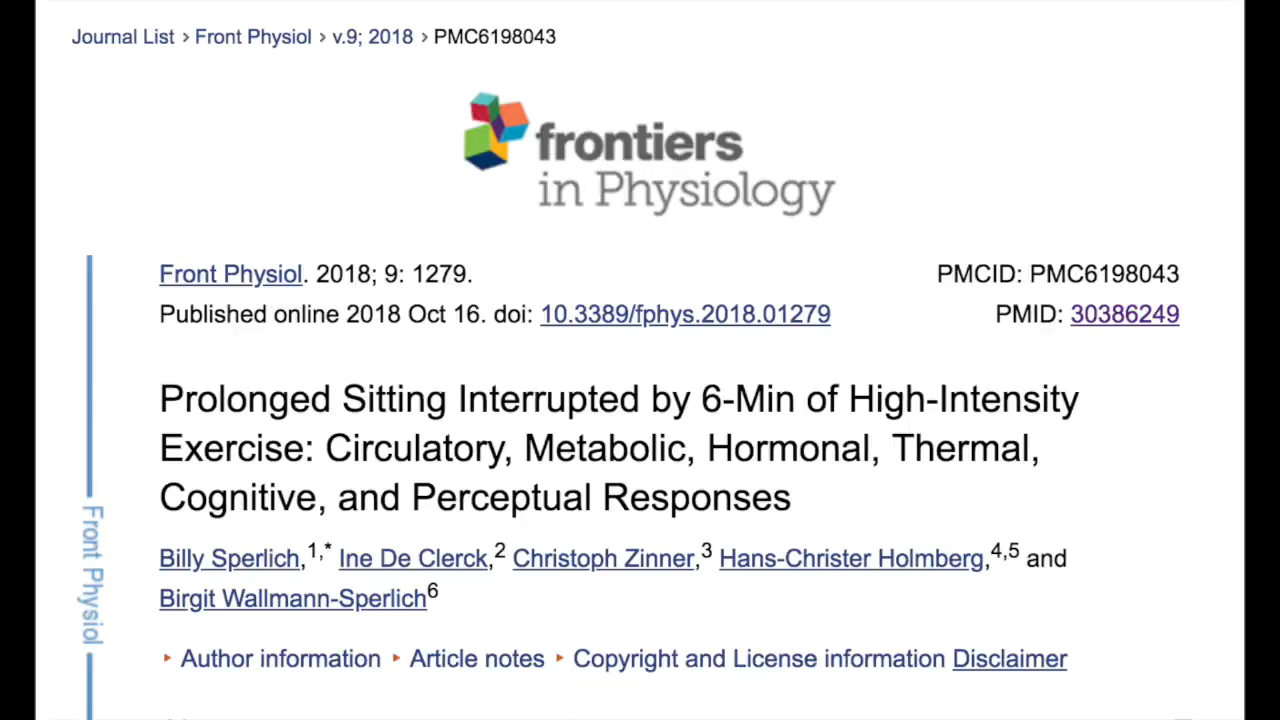 Journal List > Front Physiol > v.9; 2018 > PMC6198043
frontiers
in Physiology
Front Physiol. 2018; 9: 1279.
PMCID: PMC6198043
Published online 2018 Oct 16. doi: 10.3389/fphys.2018.01279
PMID: 30386249
Prolonged Sitting Interrupted by 6-Min of High-Intensity
Exercise: Circulatory, Metabolic, Hormonal, Thermal,
Cognitive, and Perceptual Responses
Billy Sperlich,1,* Ine De Clerck,2 Christoph Zinner,3 Hans-Christer Holmberg,4,5 and
Birgit Wallmann-Sperlich6
‣ Author information ‣ Article notes ‣ Copyright and License information Disclaimer
Front Physiol